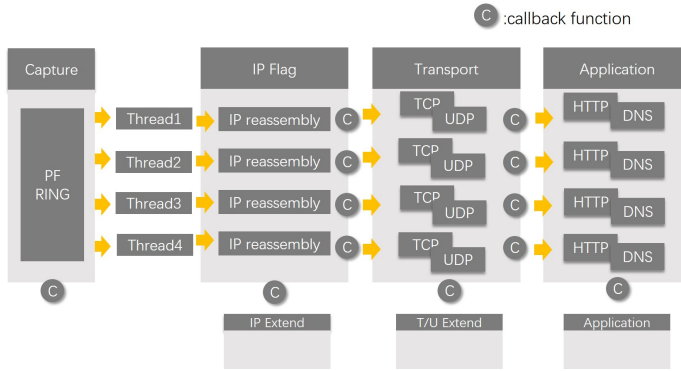 C :callback function
Capture
IP Flag
Transport
Application
PF
RING
Thread1
IP reassembly
C
TCP
UDP
C
HTTP
DNS
Thread2
IP reassembly
C
TCP
UDP
C
HTTP
DNS
Thread3
IP reassembly
C
TCP
UDP
C
HTTP
DNS
Thread4
IP reassembly
C
TCP
UDP
C
HTTP
DNS
C
C
C
C
IP Extend
T/U Extend
Application